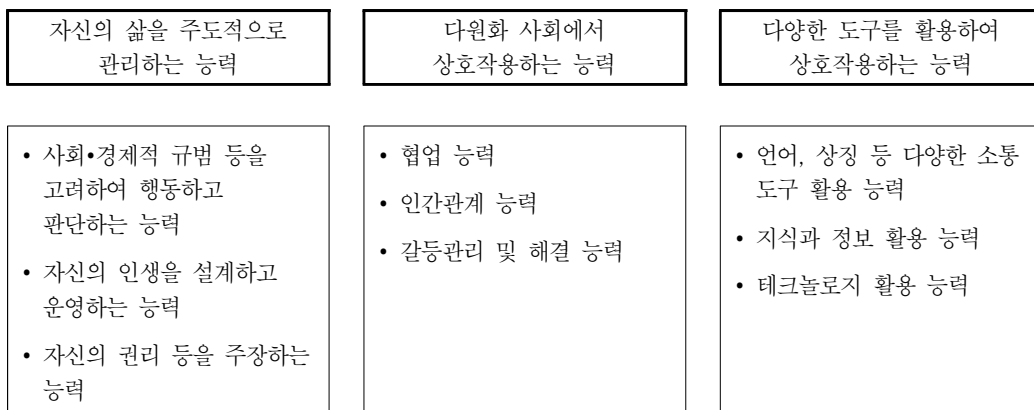 자신의 삶을 주도적으로
관리하는 능력
다원화 사회에서
상호작용하는 능력
다양한 도구를 활용하여
상호작용하는 능력
• 사회•경제적 규범 등을
고려하여 행동하고
판단하는 능력
• 자신의 인생을 설계하고
운영하는 능력
• 자신의 권리 등을 주장하는
능력
• 협업 능력
• 인간관계 능력
• 갈등관리 및 해결 능력
• 언어, 상징 등 다양한 소통
도구 활용 능력
• 지식과 정보 활용 능력
• 테크놀로지 활용 능력